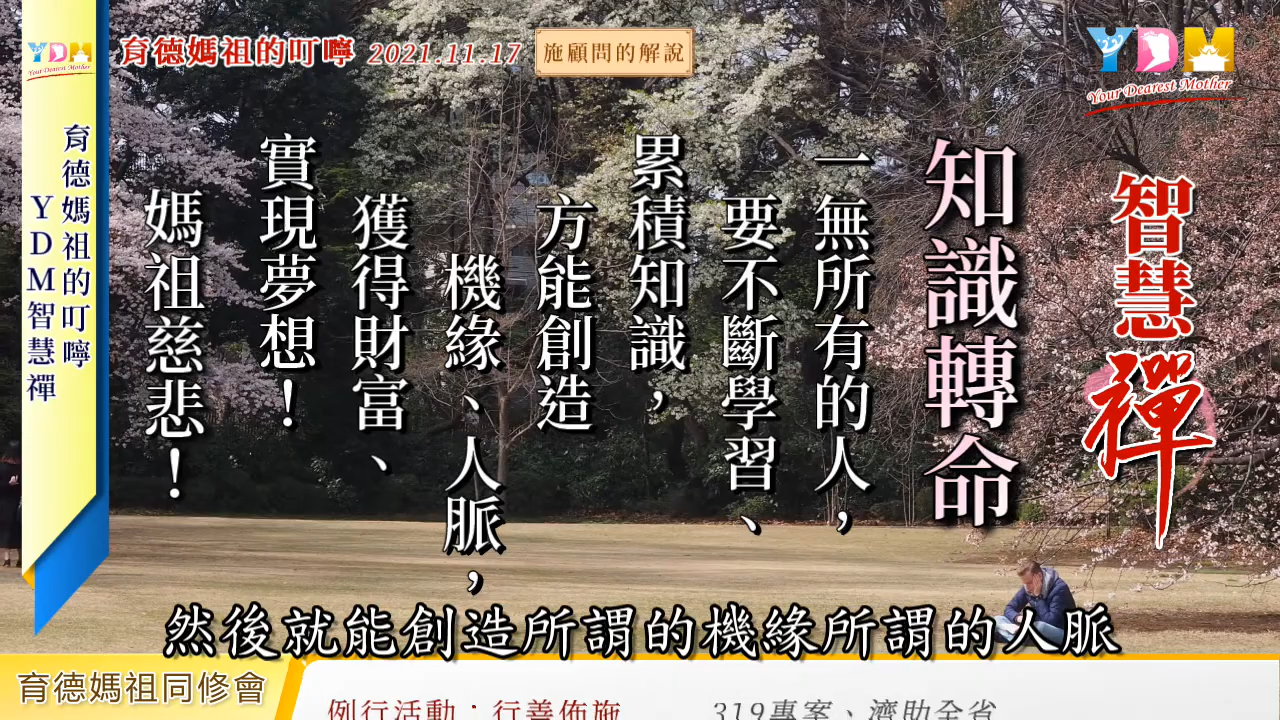 YDM
Your Dearest Mother
育德媽祖的叮嚀
YDM智慧禪
育德媽祖的叮嚀 2021.11.17
施顧問的解說
YDM
Your Dearest Mother
智慧禪
知識轉命
一無所有的人，
要不斷學習、
累積知識，
方能創造
機緣、人脈，
獲得財富、
實現夢想！
媽祖慈悲！
然後就能創造所謂的機緣所謂的人脈
育德媽祖同修會
例行活動：行善佈施
319專案、濟助全省